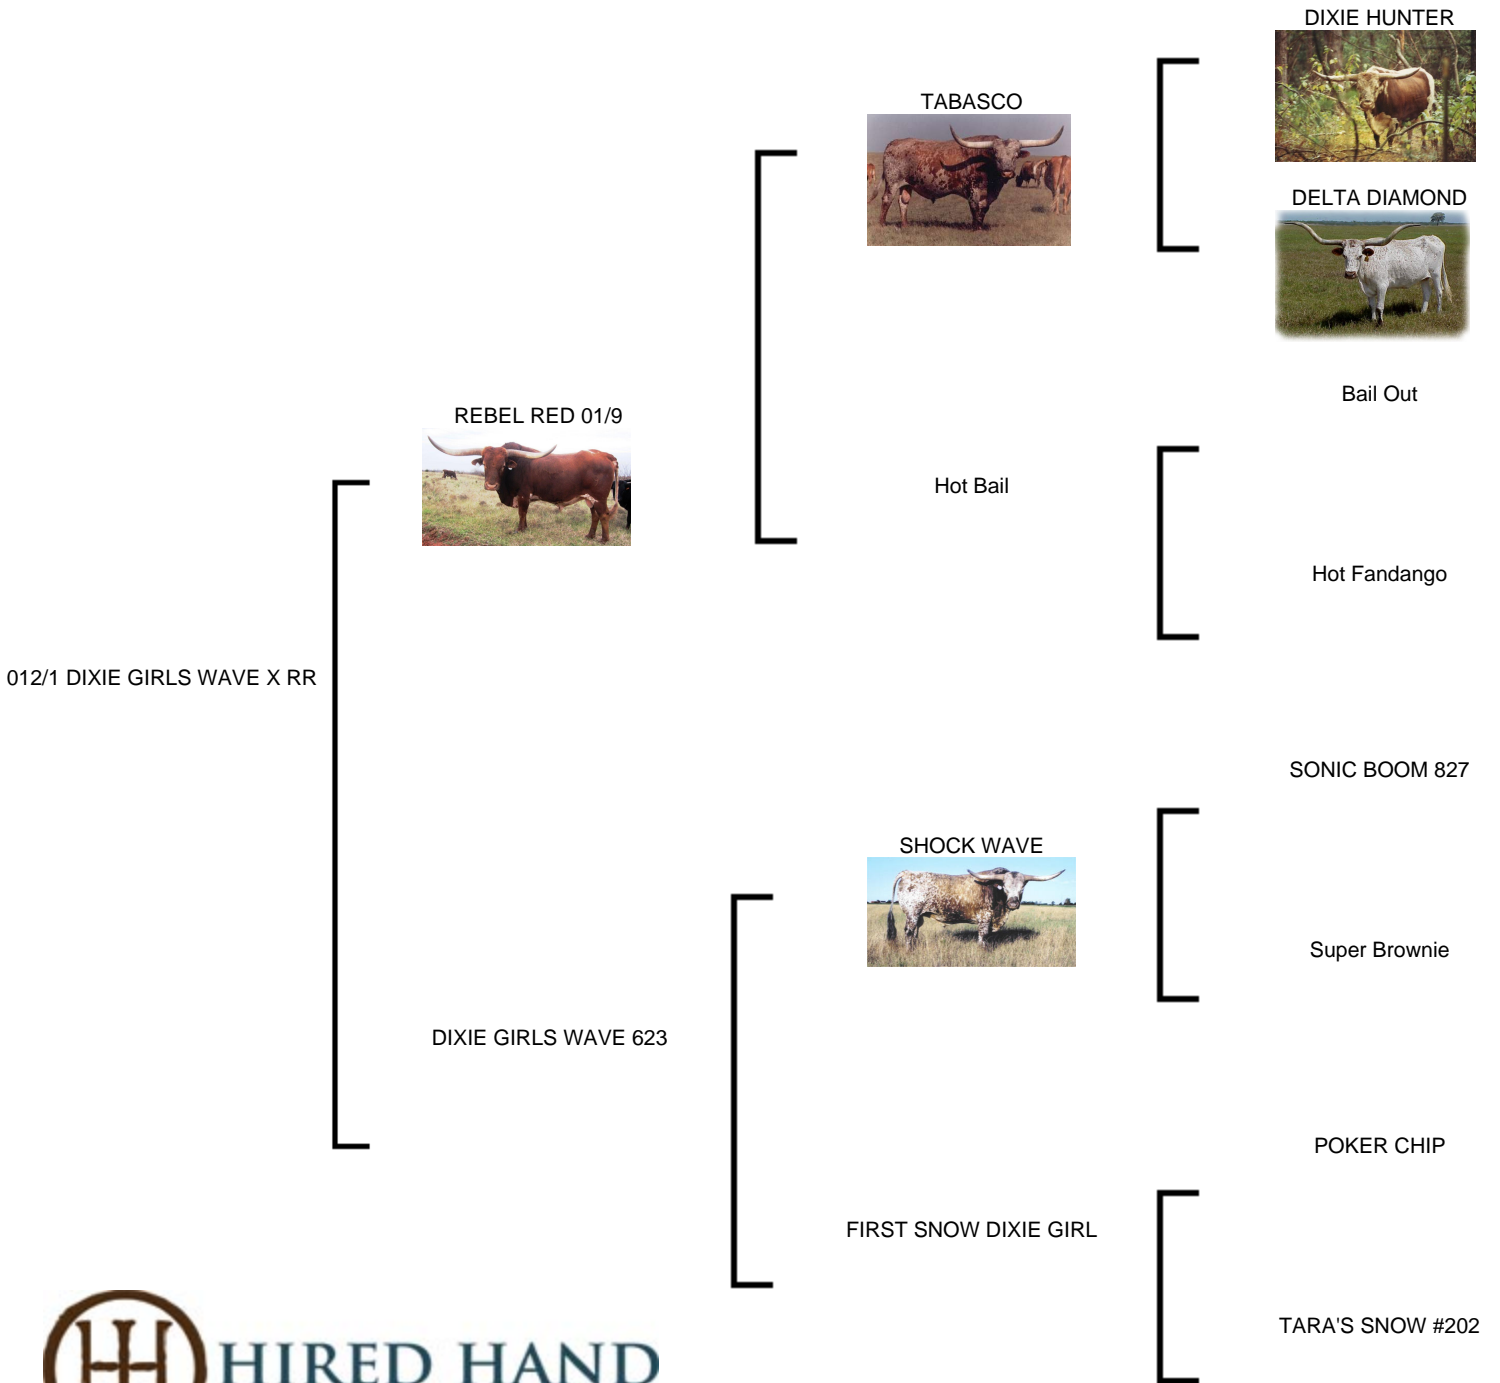 DIXIE HUNTER
TABASCO
DELTA DIAMOND
Bail Out
REBEL RED 01/9
Hot Bail
Hot Fandango
012/1 DIXIE GIRLS WAVE X RR
SONIC BOOM 827
SHOCK WAVE
Super Brownie
DIXIE GIRLS WAVE 623
POKER CHIP
FIRST SNOW DIXIE GIRL
TARA'S SNOW #202
HIRED HAND